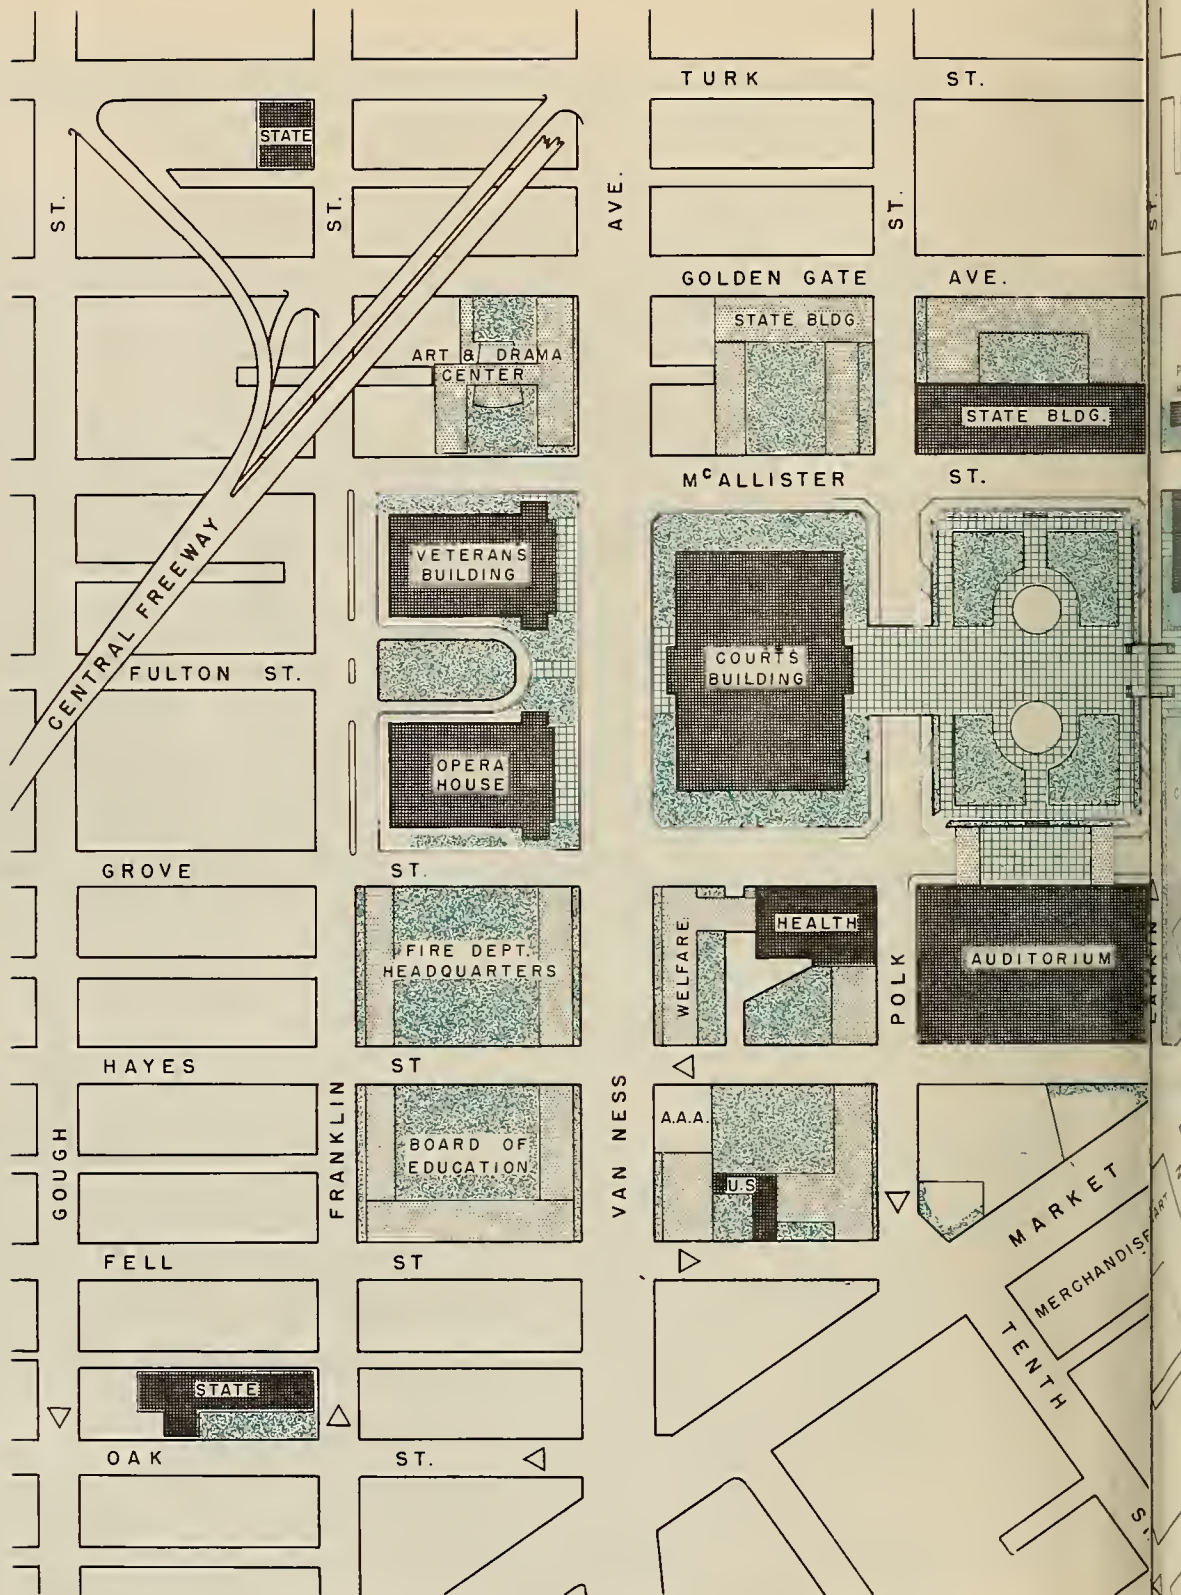 TURK ST.
STATE
ST.
ST.
AVE.
ST.
ST.
GOLDEN GATE AVE.
STATE BLDG.
ART & DRAMA
CENTER
STATE BLDG.
McALLISTER ST.
VETERANS
BUILDING
CENTRAL FREEWAY
COURTS
BUILDING
FULTON ST.
OPERA
HOUSE
GROVE ST.
HEALTH
WELFARE
FIRE DEPT.
HEADQUARTERS
AUDITORIUM
POLK
LARKIN
HAYES ST
A.A.A.
VAN NESS
FRANKLIN
GOUGH
BOARD OF
EDUCATION
U.S
MARKET
MERCHANDISE
FELL ST
TENTH
STATE
OAK ST.